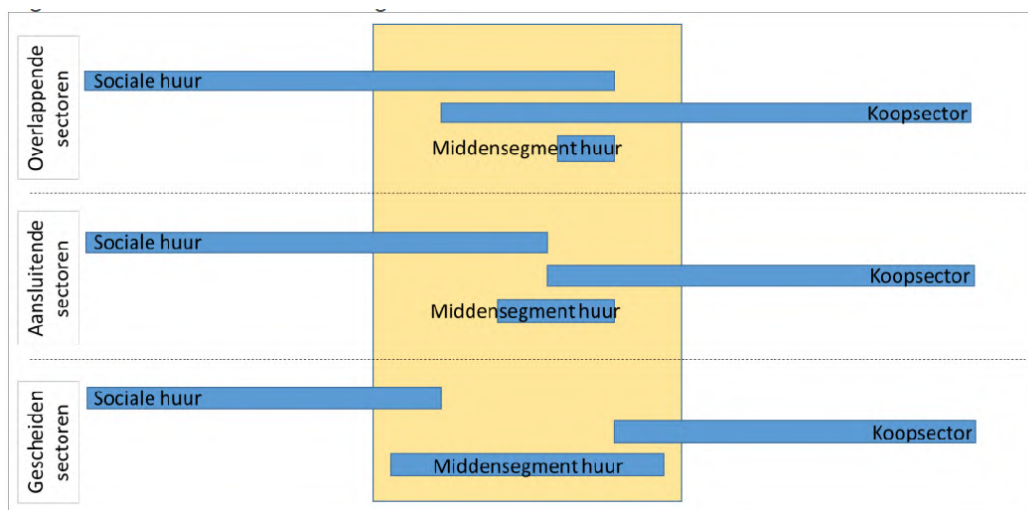 Overlappende
sectoren
Sociale huur
Koopsector
Middensegment huur
Aansluitende
sectoren
Sociale huur
Koopsector
Middensegment huur
Gescheiden
sectoren
Sociale huur
Koopsector
Middensegment huur